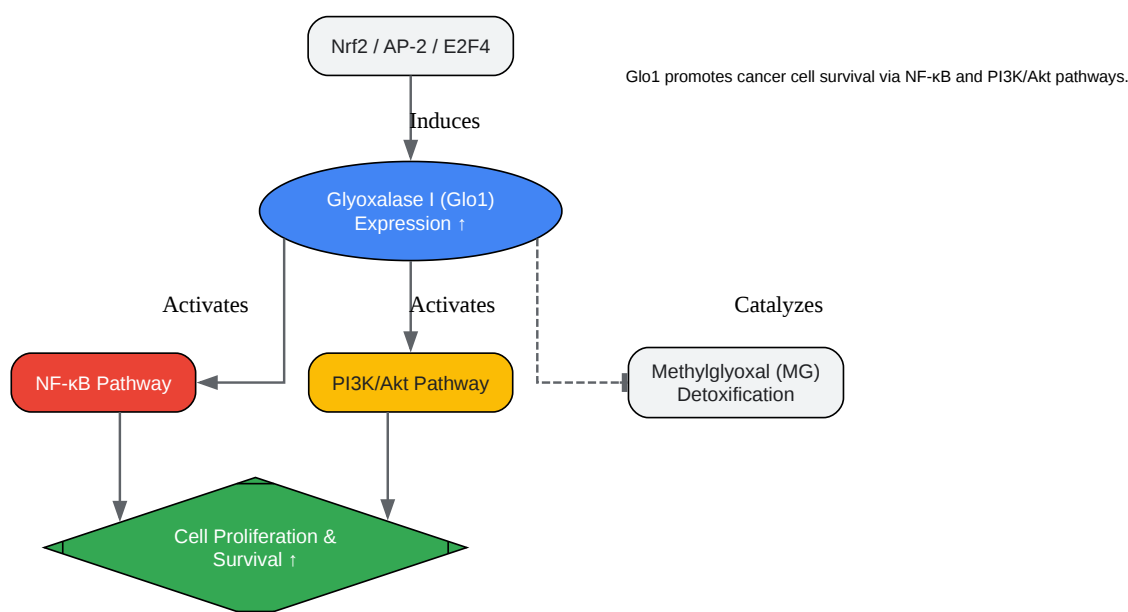 Nrf2 / AP-2 / E2F4
Glo1 promotes cancer cell survival via NF-κB and PI3K/Akt pathways.
Induces
Glyoxalase I (Glo1)
Expression ↑
Activates
Activates
Catalyzes
NF-κB Pathway
PI3K/Akt Pathway
Methylglyoxal (MG)
Detoxification
Cell Proliferation &
Survival ↑